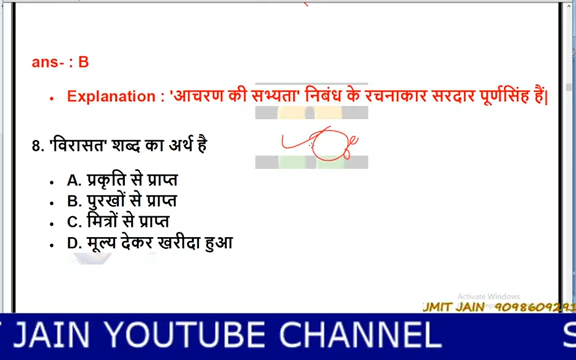 ans- : B
• Explanation : 'आचरण की सभ्यता' निबंध के रचनाकार सरदार पूर्णसिंह हैं|
8. 'विरासत' शब्द का अर्थ है
• A. प्रकृति से प्राप्त
• B. पुरखों से प्राप्त
• C. मित्रों से प्राप्त
• D. मूल्य देकर खरीदा हुआ
Activate Windows
JMIT JAIN 9098609293
T JAIN YOUTUBE CHANNEL S